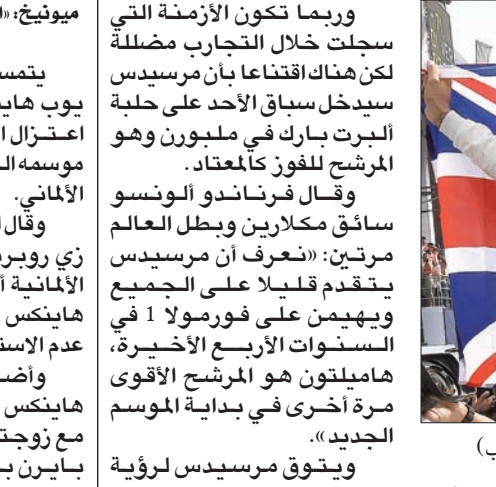 وربما تكون الأزمنة التي
سجلت خلال التجارب مضللة
لكن هناك اقتناعا بأن مرسيدس
سيدخل سباق الأحد على حلبة
ألبرت بارك في ملبورن وهو
المرشح للفوز كالمعتاد.
وقال فرناندو ألونسو
سائق مكلارين وبطل العالم
مرتين: «نعرف أن مرسيدس
يتقدم قليلا على الجميع
ويهيمن على فورمولا 1 في
السنوات الأربع الأخيرة،
هاميلتون هو المرشح الأقوى
مرة أخرى في بداية الموسم
الجديد».
ويتوق مرسيدس لرؤية
ميونيخ: «ا
يتمس
يوب هاين
اعتزال ا
موسمه ال
الألماني.
وقال ا
زي روبر
الألمانية أ
هاينكس
عدم الاست
وأضـ
هاينكس
مع زوجت
بايرن بـ
ب)